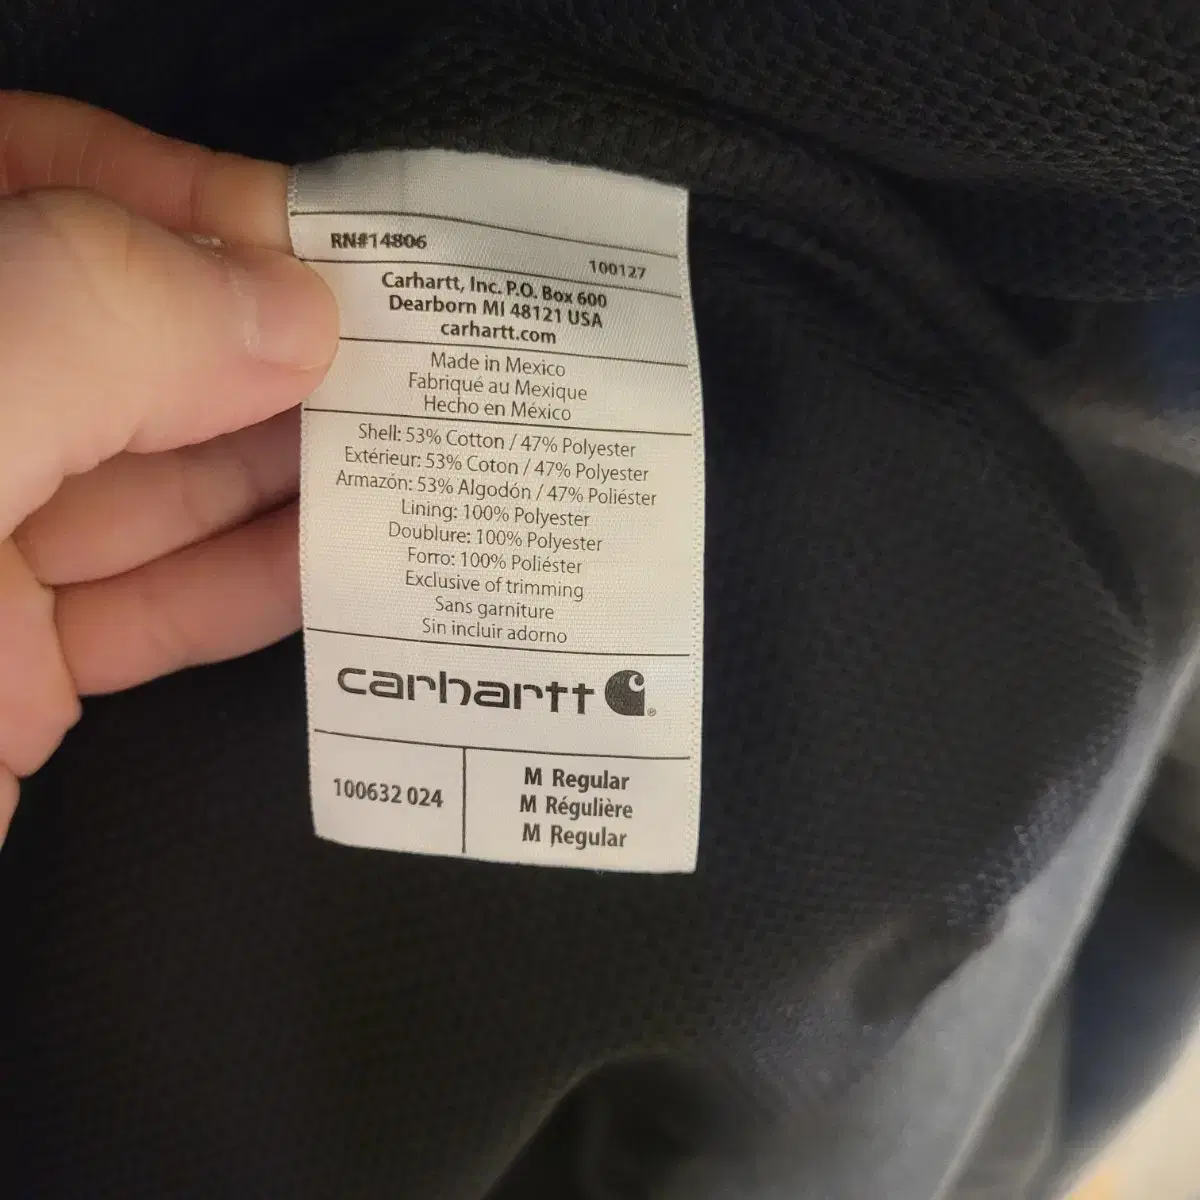 RN#14806
100127
Carhartt, Inc. P.O. Box 600
Dearborn MI 48121 USA
carhartt.com
Made in Mexico
Fabriqué au Mexique
Hecho en México
Shell: 53% Cotton / 47% Polyester
Extérieur: 53% Coton / 47% Polyester
Armazón: 53% Algodón / 47% Poliéster
Lining: 100% Polyester
Doublure: 100% Polyester
Forro: 100% Poliéster
Exclusive of trimming
Sans garniture
Sin incluir adorno
carhartt ®
100632 024
M Regular
M Régulière
M Regular